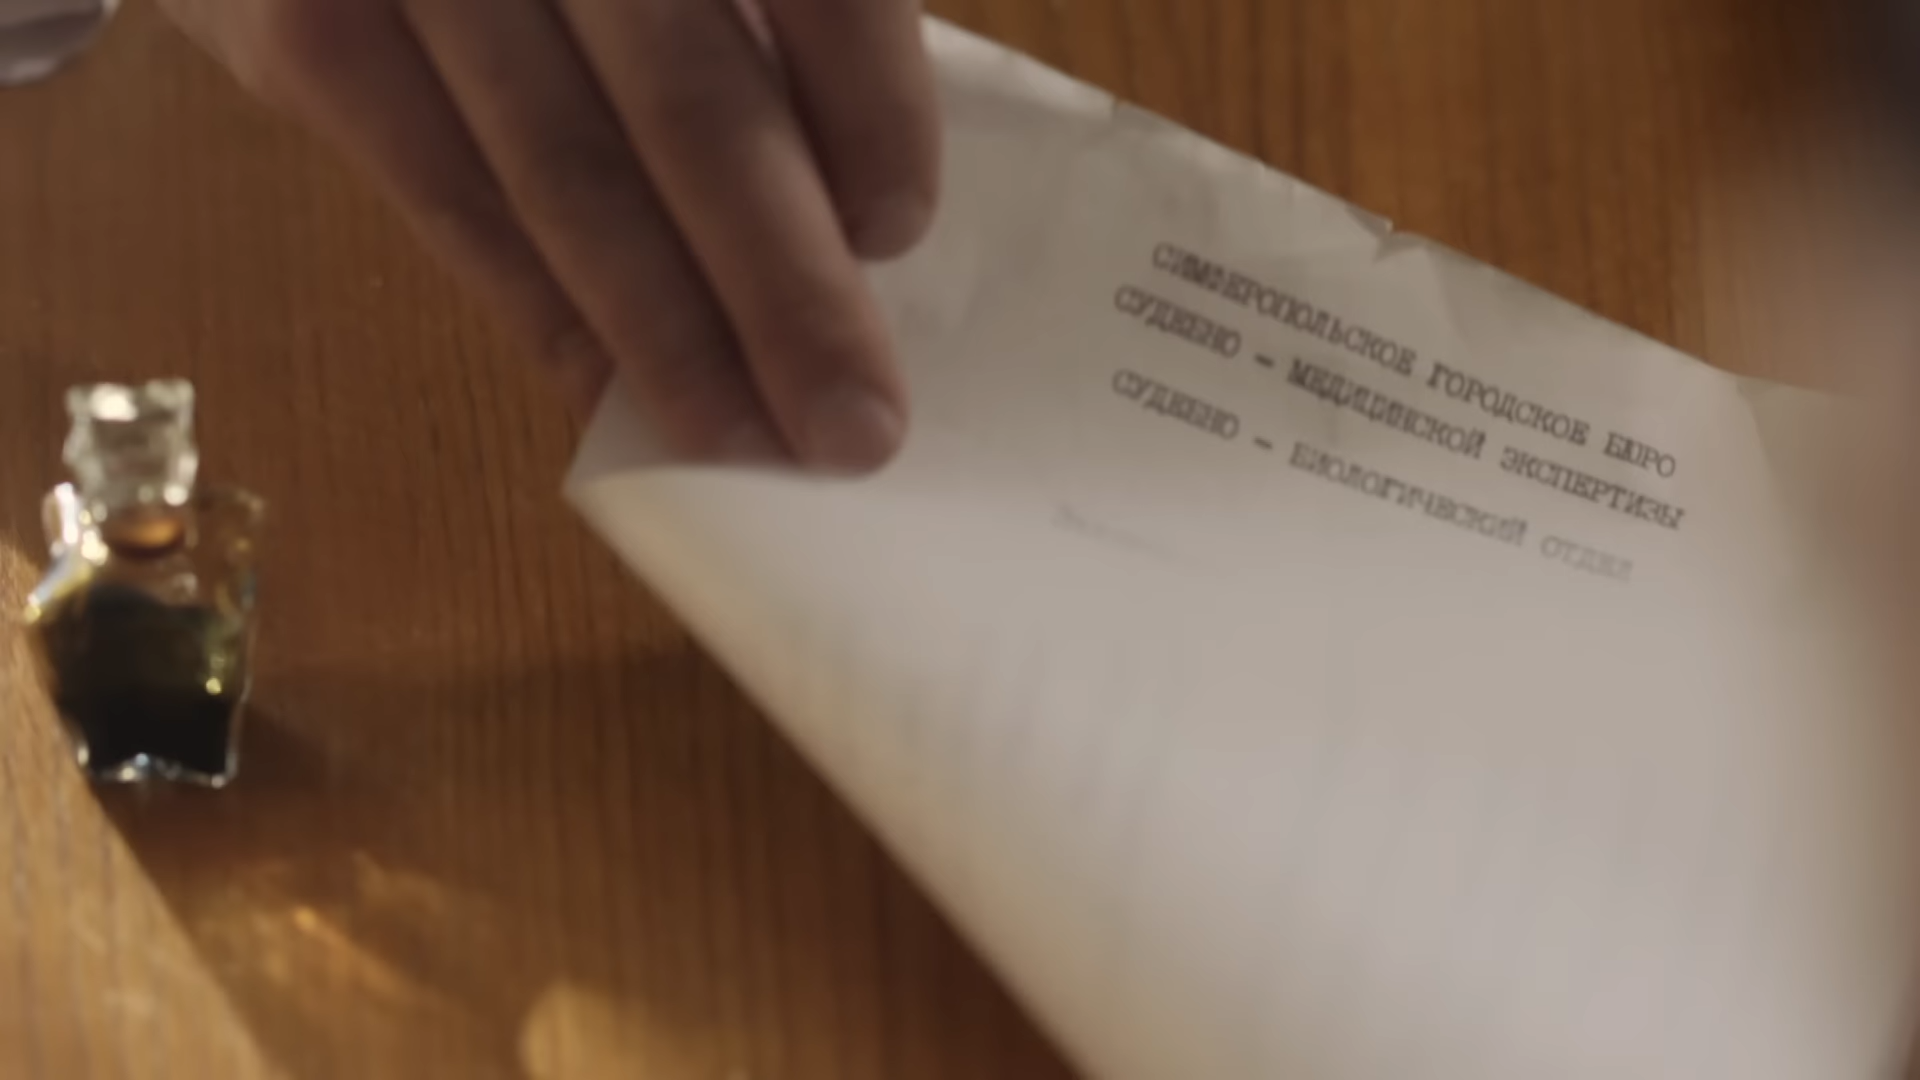 СИМФЕРОПОЛЬСКОЕ ГОРОДСКОЕ БЮРО
СУДЕБНО – МЕДИЦИНСКОЙ ЭКСПЕРТИЗЫ
СУДЕБНО – БИОЛОГИЧЕСКИЙ ОТДЕЛ